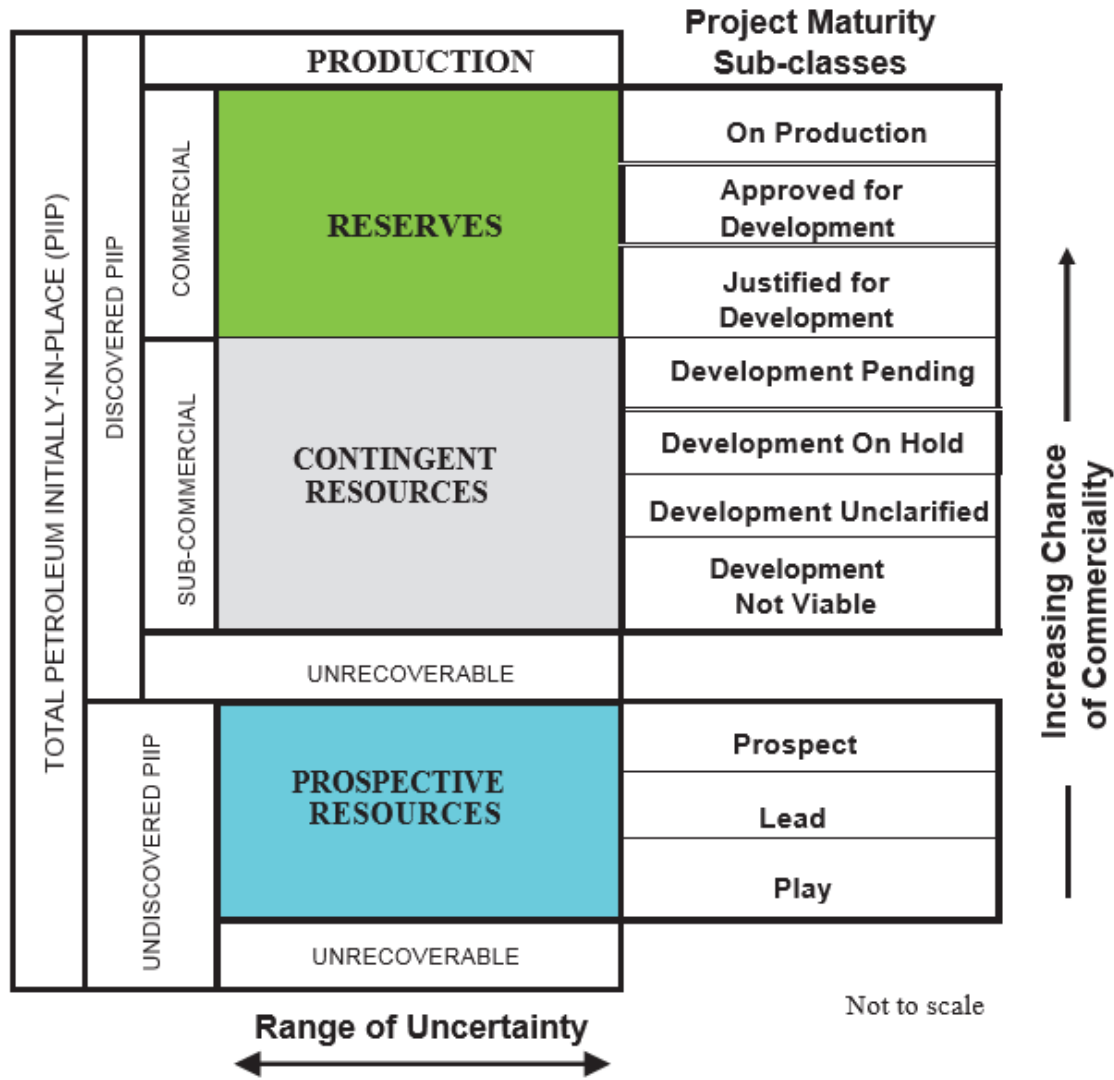 Project Maturity
Sub-classes
PRODUCTION
TOTAL PETROLEUM INITIALLY-IN-PLACE (PIIP)
DISCOVERED PIIP
COMMERCIAL
RESERVES
On Production
Approved for
Development
Justified for
Development
SUB-COMMERCIAL
CONTINGENT
RESOURCES
Development Pending
Development On Hold
Development Unclarified
Development
Not Viable
UNRECOVERABLE
UNDISCOVERED PIIP
PROSPECTIVE
RESOURCES
Prospect
Lead
Play
UNRECOVERABLE
Increasing Chance
of Commerciality
Not to scale
Range of Uncertainty